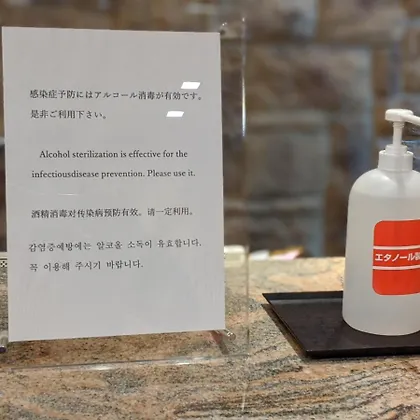 感染症予防にはアルコール消毒が有効です。
是非ご利用下さい。
Alcohol sterilization is effective for the
infectiousdisease prevention. Please use it.
酒精消毒对传染病预防有效。请一定利用。
감염증예방에는 알코올 소독이 유효합니다.
꼭 이용해 주시기 바랍니다.
エタノール